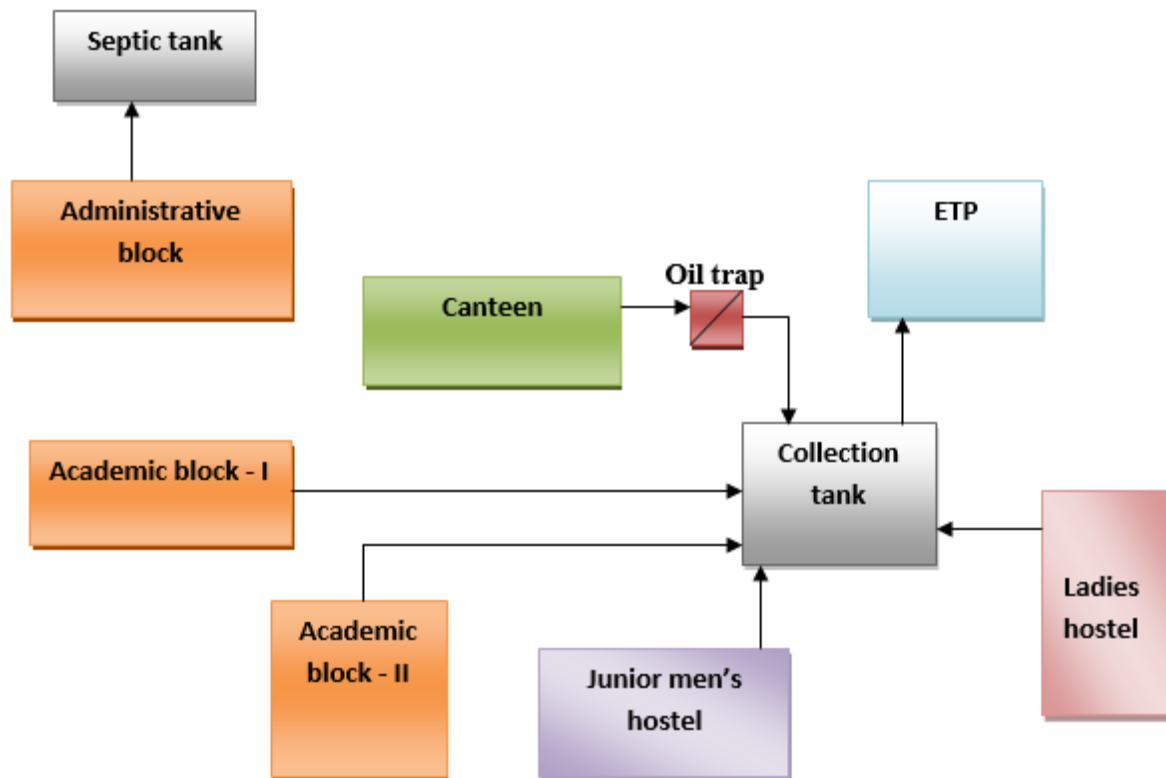 Septic tank
Administrative
block
ETP
Oil trap
Canteen
Collection
tank
Academic block - I
Ladies
hostel
Academic
block - II
Junior men’s
hostel